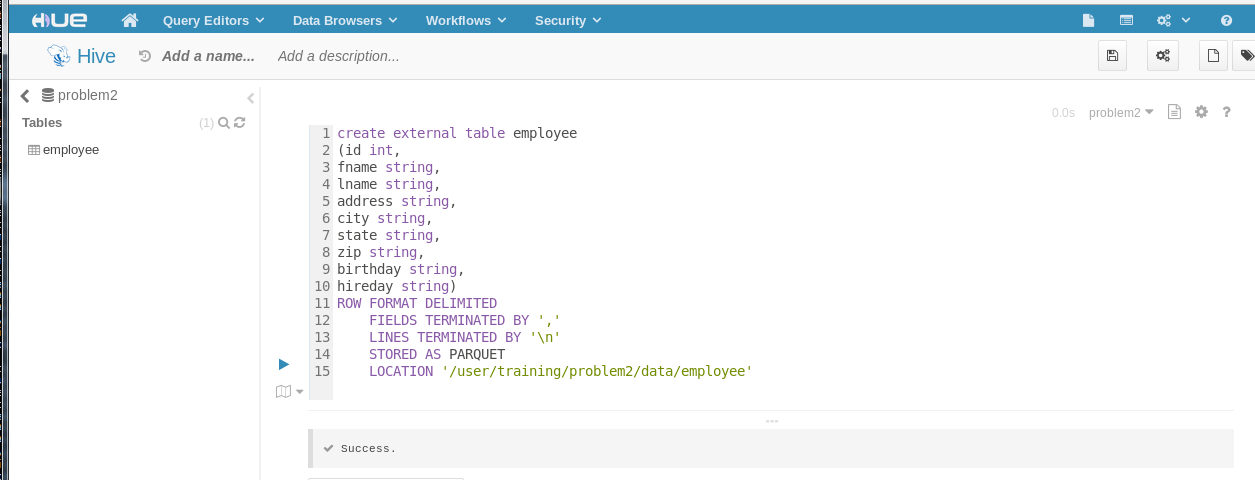 HUE Query Editors Data Browsers Workflows Security
Hive Add a name... Add a description...
problem2
Tables (1)
employee
0.0s problem2 ?
1 create external table employee
2 (id int,
3 fname string,
4 lname string,
5 address string,
6 city string,
7 state string,
8 zip string,
9 birthday string,
10 hireday string)
11 ROW FORMAT DELIMITED
12 FIELDS TERMINATED BY ','
13 LINES TERMINATED BY '\n'
14 STORED AS PARQUET
15 LOCATION '/user/training/problem2/data/employee'
Success.